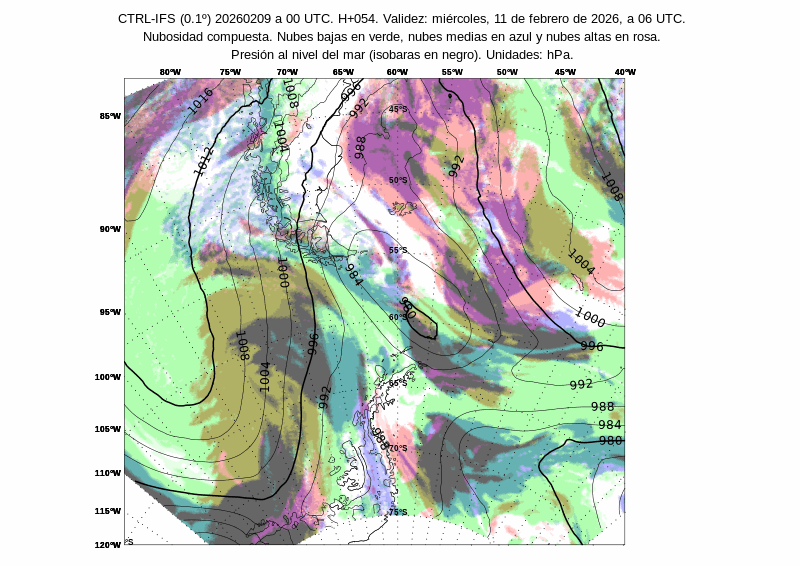 CTRL-IFS (0.1º) 20260209 a 00 UTC. H+054. Validez: miércoles, 11 de febrero de 2026, a 06 UTC.
Nubosidad compuesta. Nubes bajas en verde, nubes medias en azul y nubes altas en rosa.
Presión al nivel del mar (isobaras en negro). Unidades: hPa.
80ºW 75ºW 70ºW 65ºW 60ºW 55ºW 50ºW 45ºW 40ºW
1016 1008 996 992
85ºW 45ºS
1004 988
1012 992
50ºS 1008
90ºW 55ºS
1000 984 1004
95ºW 980 60ºS 1000
1008 996 996
100ºW 1004 65ºS 992
992 988
105ºW 988 984
70ºS 980
110ºW
115ºW 75ºS
120ºW ºS